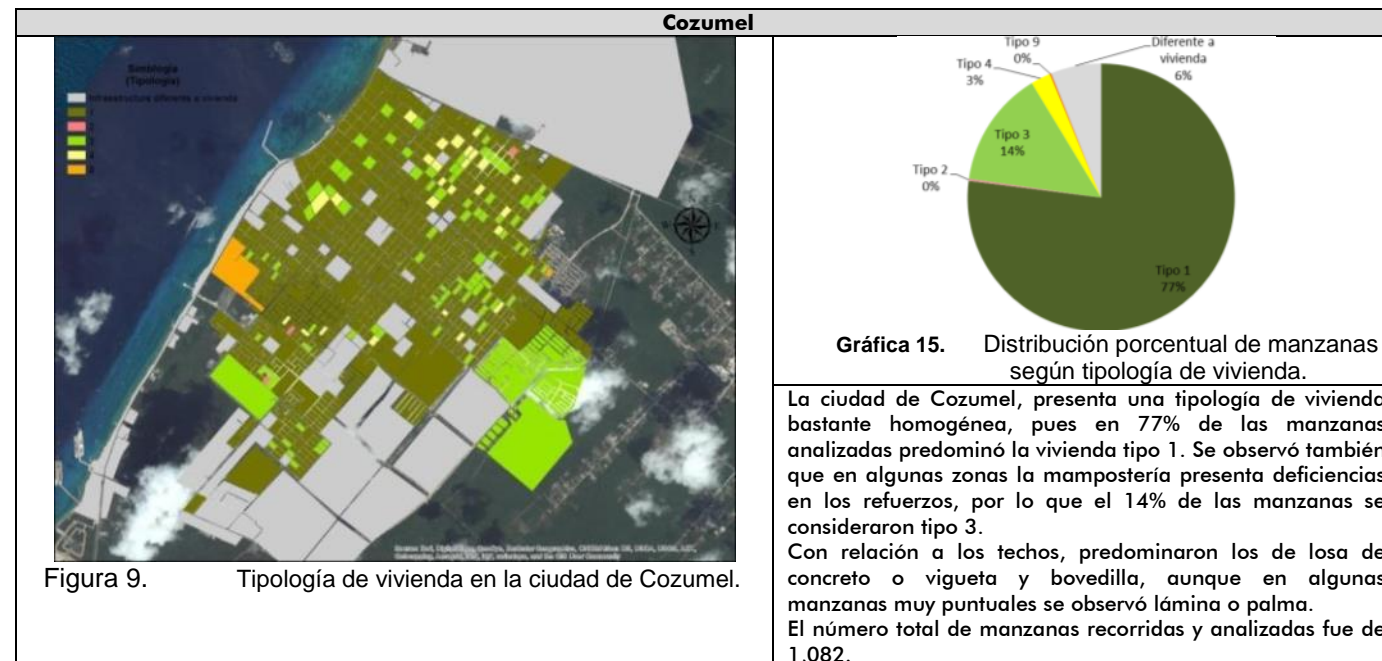 Cozumel
Simbología
(Tipología)
Infraestructura diferente a vivienda
1
2
3
4
9
N
W
E
S
Figura 9. Tipología de vivienda en la ciudad de Cozumel.
Tipo 9
0%
Diferente a
vivienda
6%
Tipo 4
3%
Tipo 3
14%
Tipo 2
0%
Tipo 1
77%
Gráfica 15. Distribución porcentual de manzanas
según tipología de vivienda.
La ciudad de Cozumel, presenta una tipología de vivienda
bastante homogénea, pues en 77% de las manzanas
analizadas predominó la vivienda tipo 1. Se observó también
que en algunas zonas la mampostería presenta deficiencias
en los refuerzos, por lo que el 14% de las manzanas se
consideraron tipo 3.
Con relación a los techos, predominaron los de losa de
concreto o vigueta y bovedilla, aunque en algunas
manzanas muy puntuales se observó lámina o palma.
El número total de manzanas recorridas y analizadas fue de
1,082.